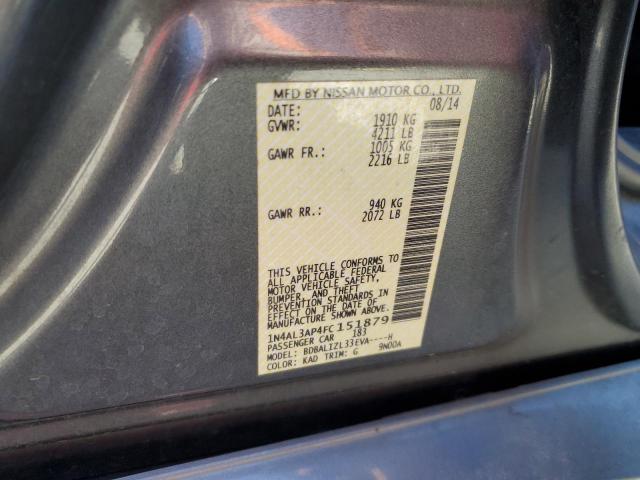 MFD BY NISSAN MOTOR CO., LTD.
DATE: 08/14
GVWR: 1910 KG
4211 LB
GAWR FR.: 1005 KG
2216 LB
GAWR RR.: 940 KG
2072 LB
THIS VEHICLE CONFORMS TO
ALL APPLICABLE FEDERAL
MOTOR VEHICLE SAFETY,
BUMPER, AND THEFT
PREVENTION STANDARDS IN
EFFECT ON THE DATE OF
MANUFACTURE SHOWN ABOVE.
1N4AL3AP4FC151879
PASSENGER CAR 183
MODEL: BDBALIZL33EVA----H
COLOR: KAD TRIM: G 9N0DA